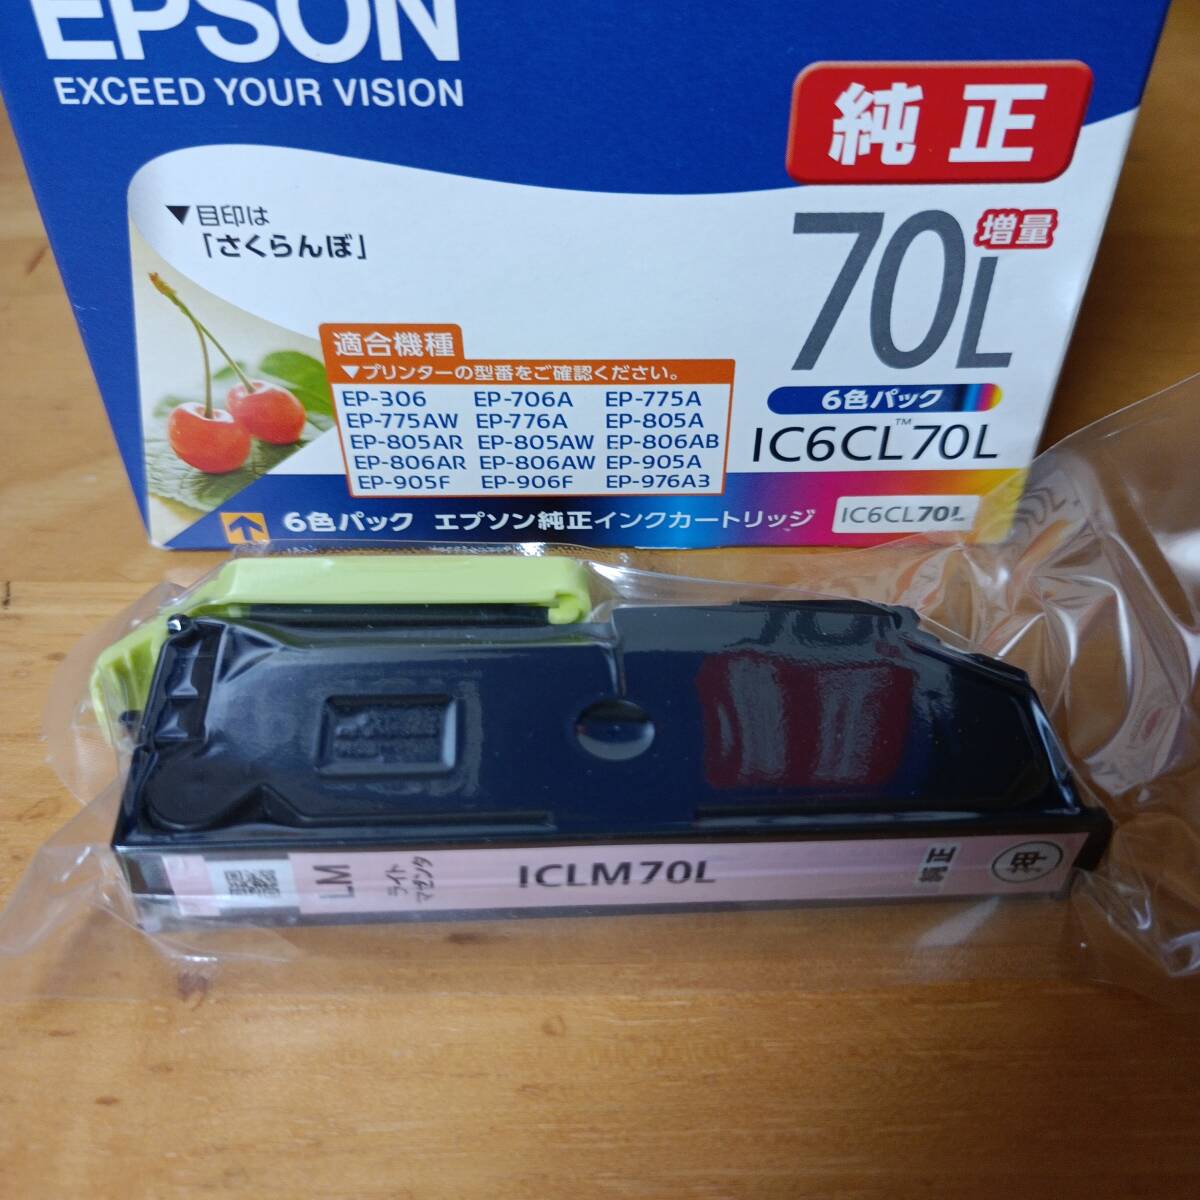 EPSON
EXCEED YOUR VISION
純正
▼目印は
「さくらんぼ」
70L
増量
適合機種
▼プリンターの型番をご確認ください。
EP-306 EP-706A EP-775A
EP-775AW EP-776A EP-805A
EP-805AR EP-805AW EP-806AB
EP-806AR EP-806AW EP-905A
EP-905F EP-906F EP-976A3
6色パック
IC6CL™70L
6色パック エプソン純正インクカートリッジ
IC6CL70L
LM
ライト
マゼンタ
ICLM70L
純正
押